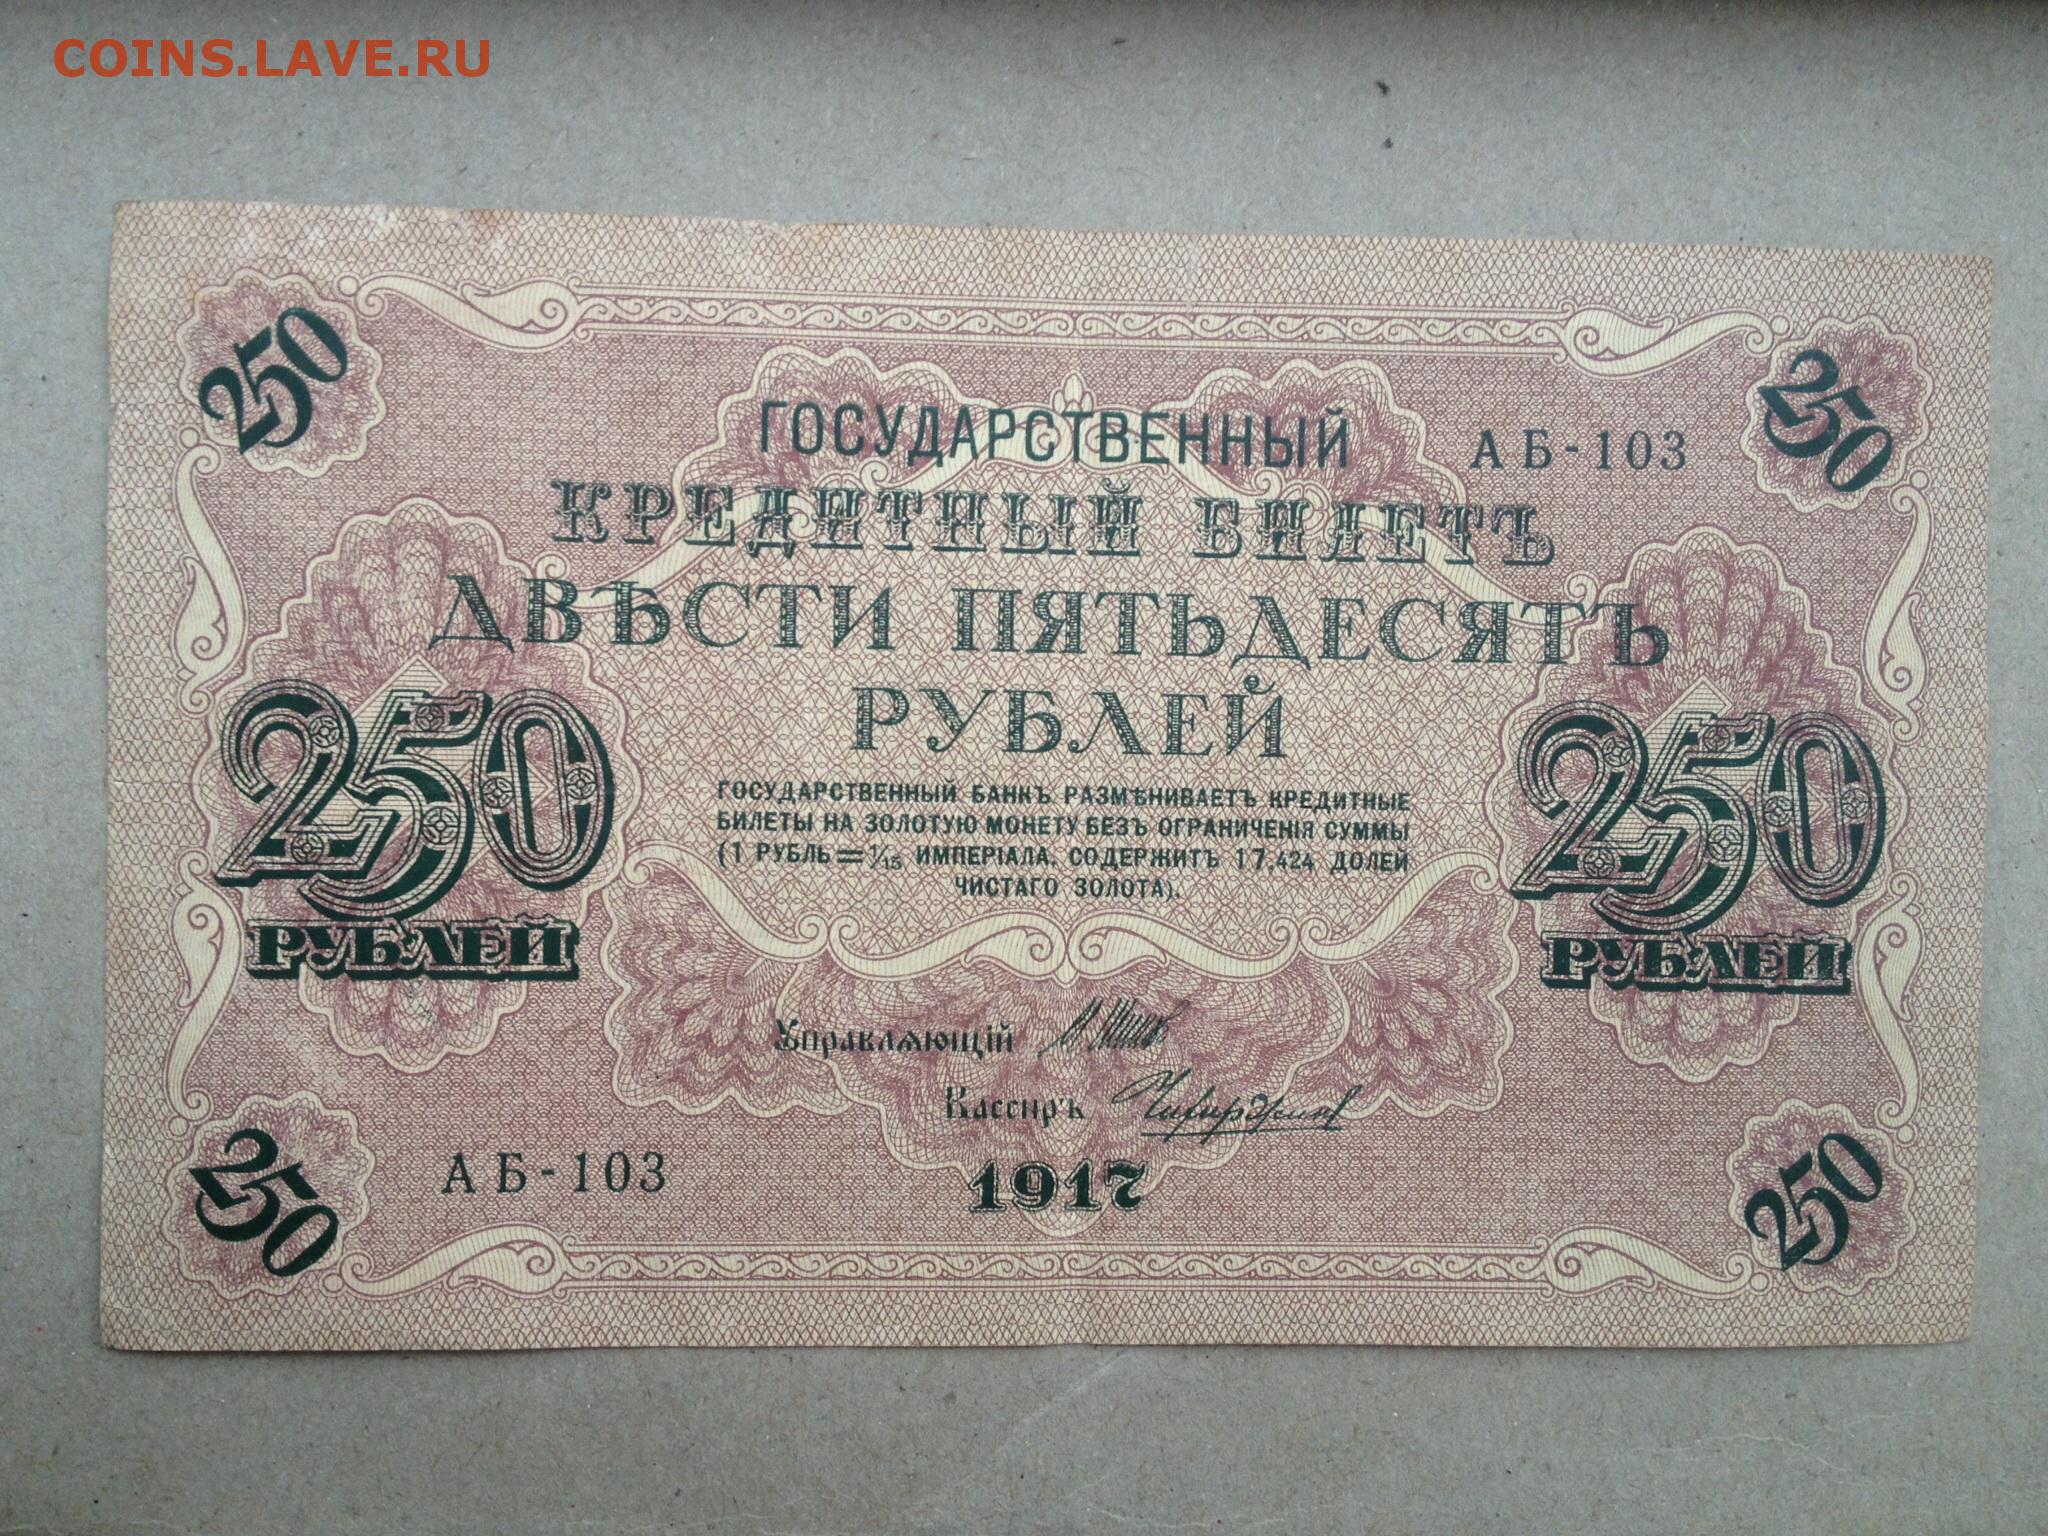 COINS.LAVE.RU
250
250
ГОСУДАРСТВЕННЫЙ
АБ-103
КРЕДИТНЫЙ БИЛЕТЪ
ДВѢСТИ ПЯТЬДЕСЯТЪ
РУБЛЕЙ
250
РУБЛЕЙ
250
РУБЛЕЙ
ГОСУДАРСТВЕННЫЙ БАНКЪ РАЗМѢНИВАЕТЪ КРЕДИТНЫЕ
БИЛЕТЫ НА ЗОЛОТУЮ МОНЕТУ БЕЗЪ ОГРАНИЧЕНІЯ СУММЫ
(1 РУБЛЬ = 1/15 ИМПЕРІАЛА, СОДЕРЖИТЪ 17,424 ДОЛЕЙ
ЧИСТАГО ЗОЛОТА).
Управляющій
Кассиръ
АБ-103
1917
250
250